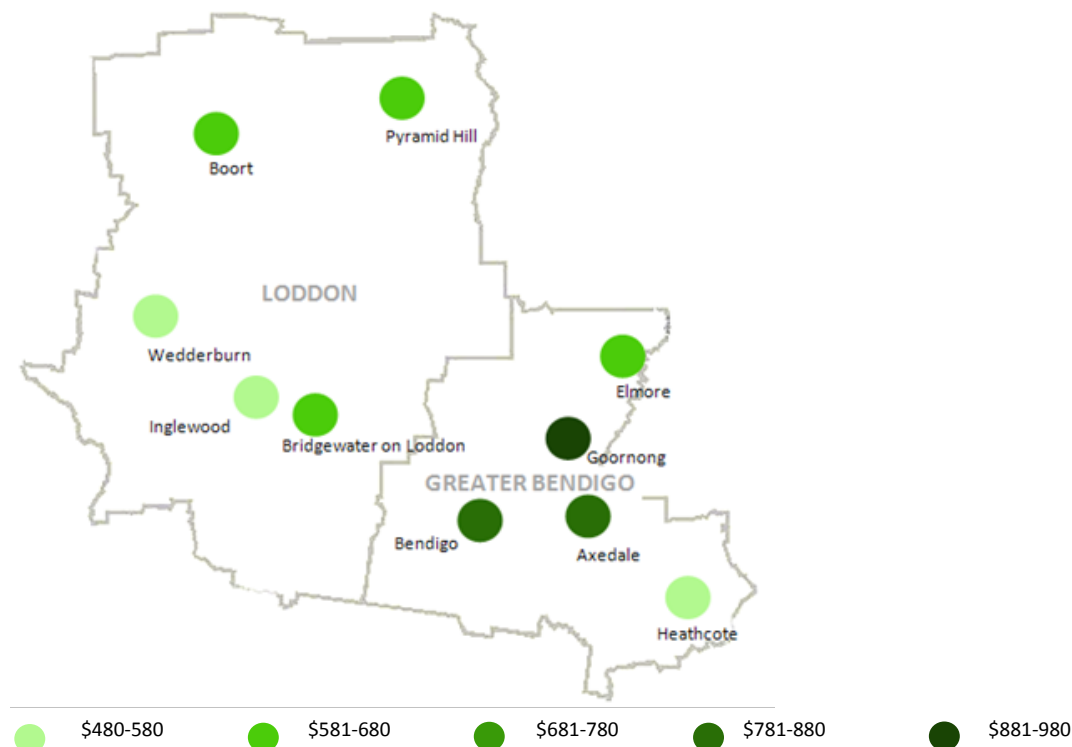 Pyramid Hill
Boort
LODDON
Wedderburn
Elmore
Inglewood
Bridgewater on Loddon
Goornong
GREATER BENDIGO
Bendigo
Axedale
Heathcote
$480-580 $581-680 $681-780 $781-880 $881-980